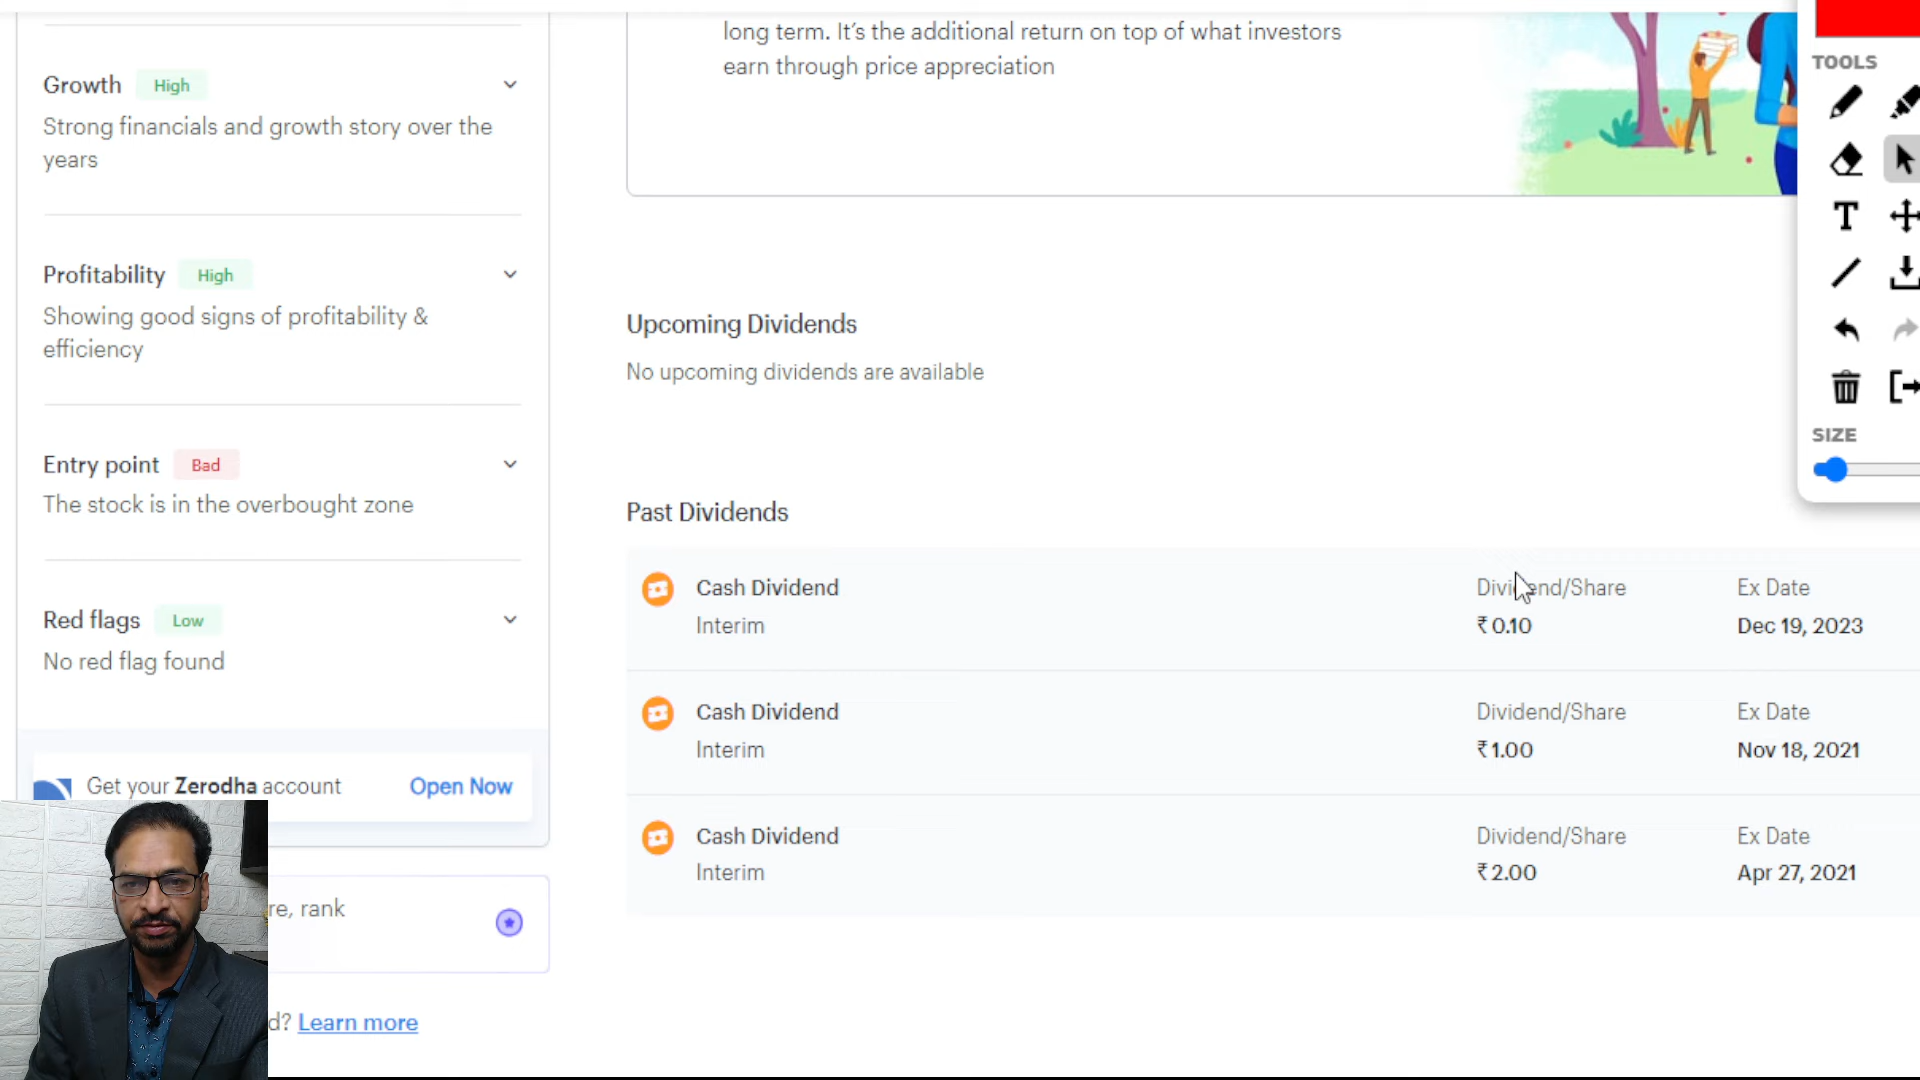 long term. It's the additional return on top of what investors
earn through price appreciation
Growth High
Strong financials and growth story over the
years
Profitability High
Showing good signs of profitability &
efficiency
Entry point Bad
The stock is in the overbought zone
Red flags Low
No red flag found
Get your Zerodha account Open Now
re, rank
d? Learn more
Upcoming Dividends
No upcoming dividends are available
Past Dividends
Cash Dividend Dividend/Share Ex Date
Interim ₹0.10 Dec 19, 2023
Cash Dividend Dividend/Share Ex Date
Interim ₹1.00 Nov 18, 2021
Cash Dividend Dividend/Share Ex Date
Interim ₹2.00 Apr 27, 2021
TOOLS
T
SIZE